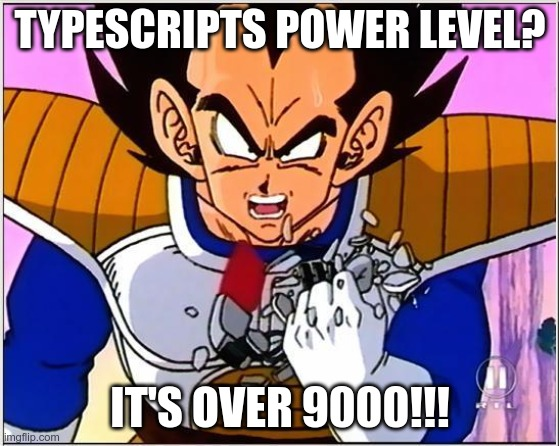 TYPESCRIPTS POWER LEVEL?
IT'S OVER 9000!!!
RTL
imgflip.com